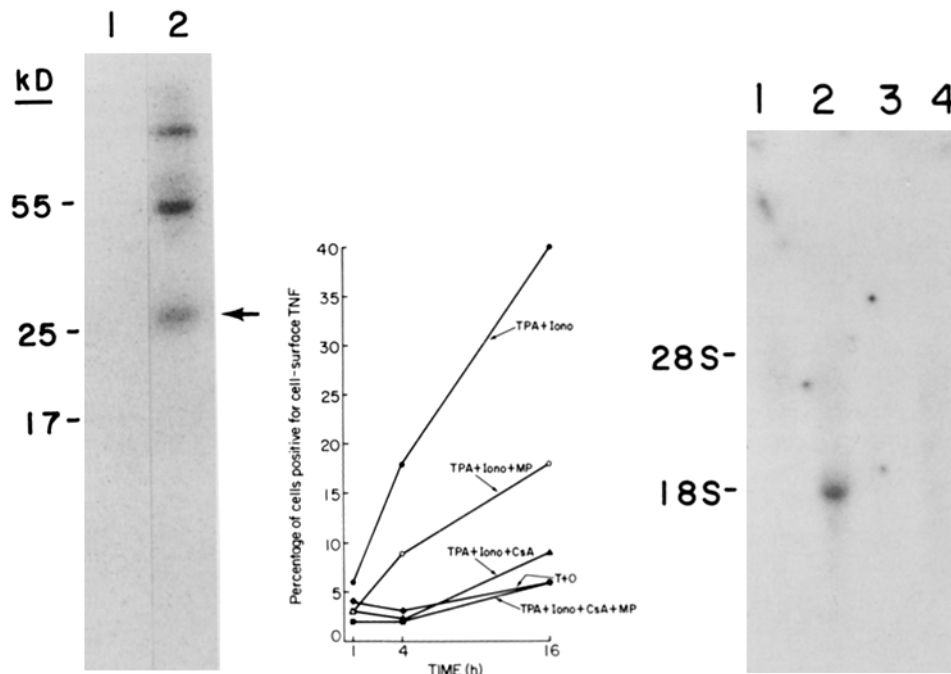 1 2
kD
55 -
25 -
17 -
Percentage of cells positive for cell-surface TNF
40
35
30
25
20
15
10
5
0
TPA+Iono
TPA+Iono+MP
TPA+Iono+CsA
T+O
TPA+Iono+CsA+MP
1 4 16
TIME (h)
1 2 3 4
28S -
18S -